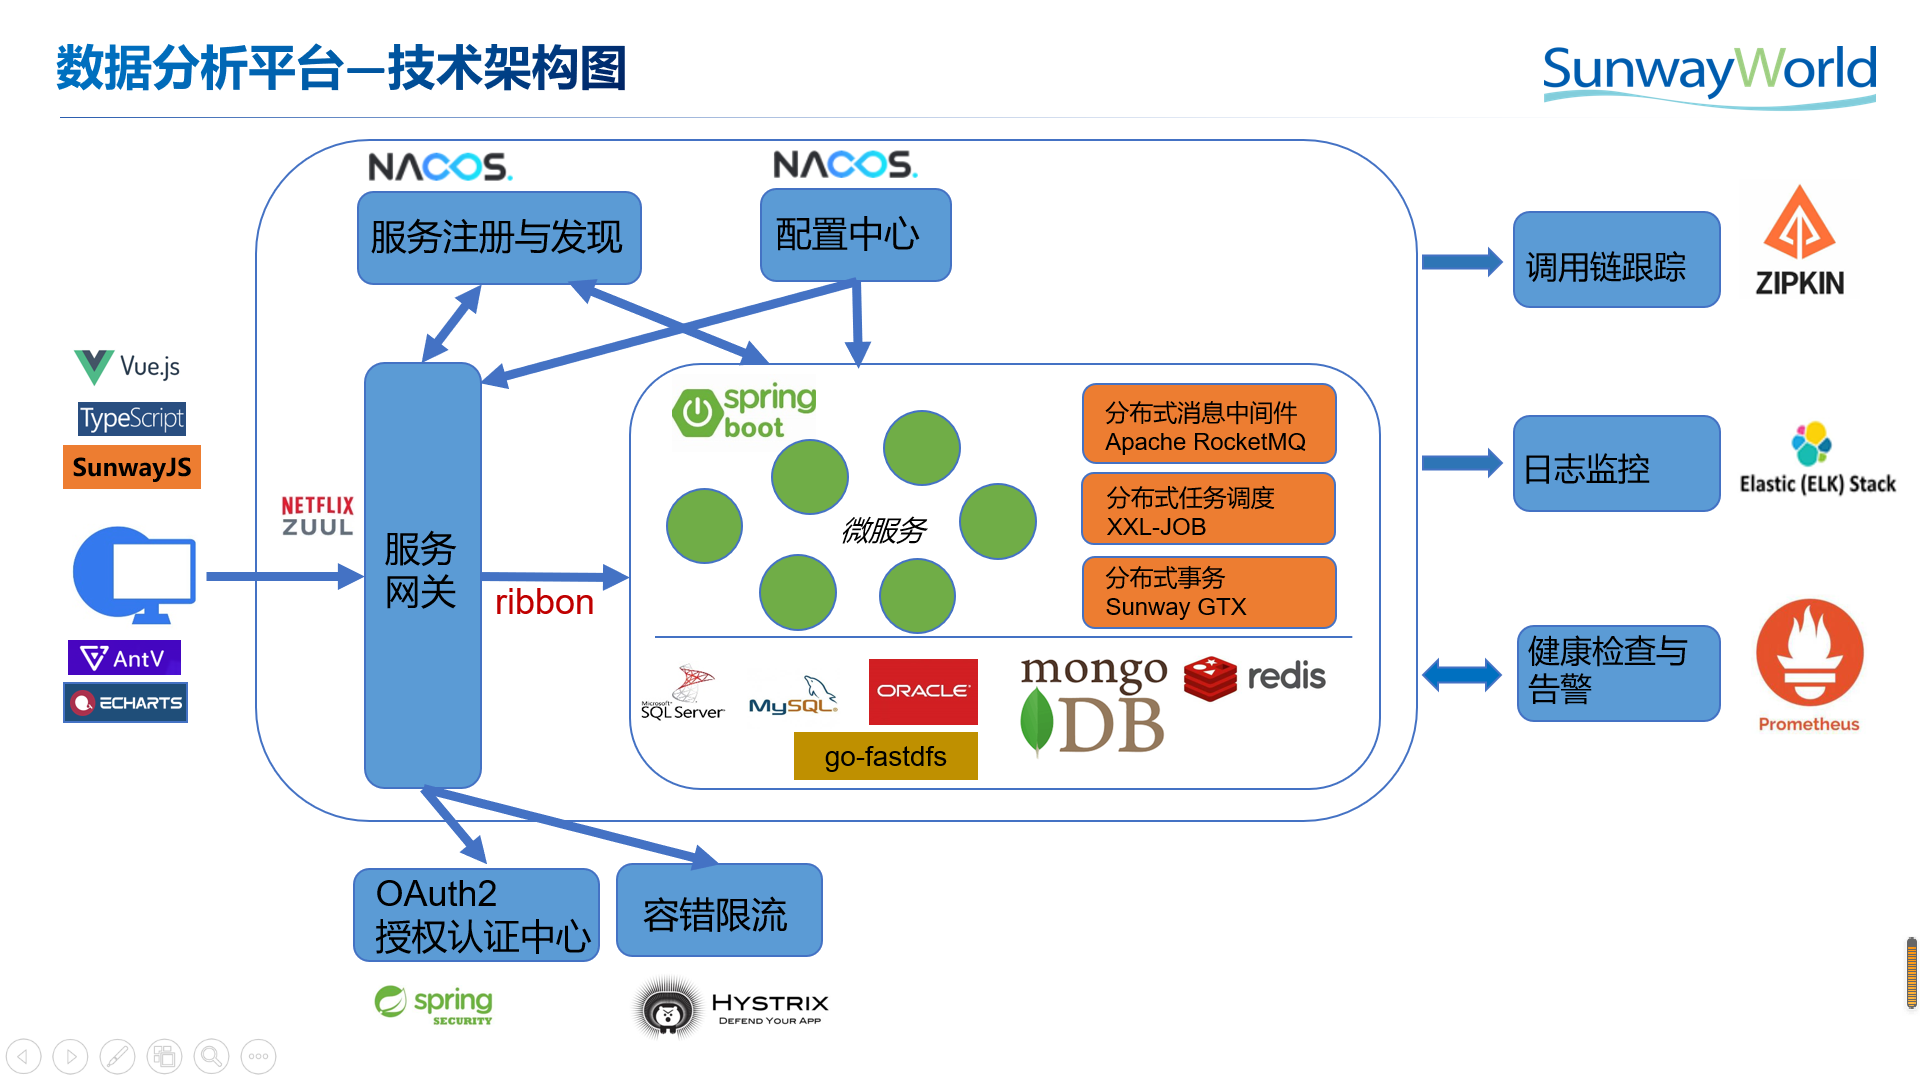 数据分析平台—技术架构图
SunwayWorld
NACOS.
NACOS.
服务注册与发现
配置中心
调用链跟踪
ZIPKIN
Vue.js
TypeScript
SunwayJS
NETFLIX
ZUUL
服务
网关
ribbon
spring
boot
微服务
分布式消息中间件
Apache RocketMQ
分布式任务调度
XXL-JOB
分布式事务
Sunway GTX
日志监控
Elastic (ELK) Stack
AntV
ECHARTS
Microsoft
SQL Server
MySQL
ORACLE
mongo
DB
redis
go-fastdfs
健康检查与
告警
Prometheus
OAuth2
授权认证中心
容错限流
spring
SECURITY
HYSTRIX
DEFEND YOUR APP